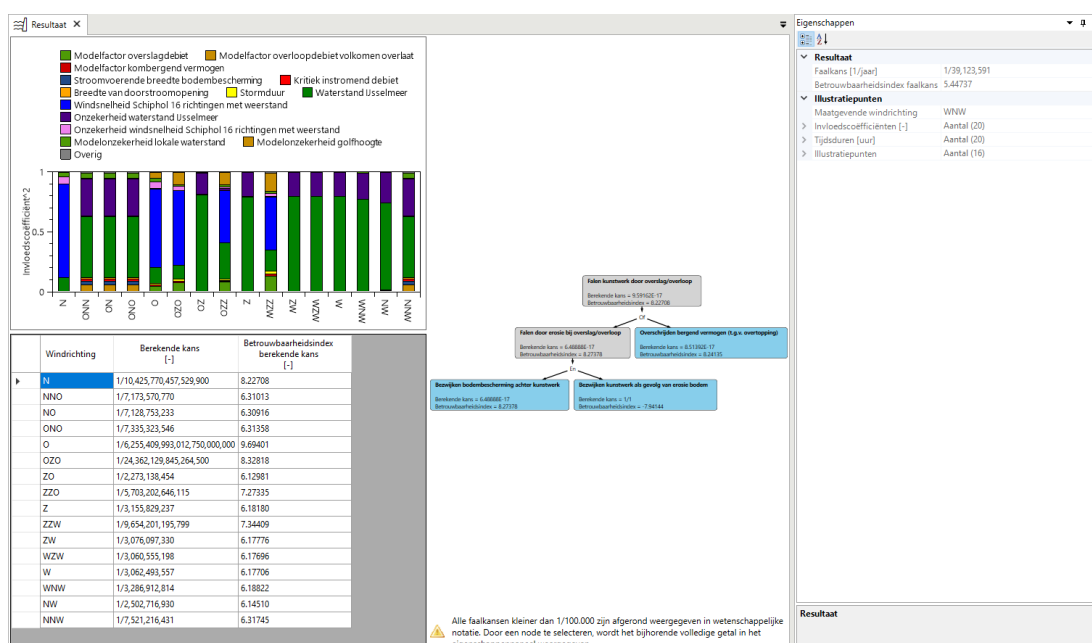 Resultaat
Modelfactor overslagdebiet
Modelfactor overloopdebiet volkomen overlaat
Modelfactor kombergend vermogen
Stroomvoerende breedte bodembescherming
Kritiek instromend debiet
Breedte van doorstroomopening
Stormduur
Waterstand IJsselmeer
Windsnelheid Schiphol 16 richtingen met weerstand
Onzekerheid waterstand IJsselmeer
Onzekerheid windsnelheid Schiphol 16 richtingen met weerstand
Modelonzekerheid lokale waterstand
Modelonzekerheid golfhoogte
Overig
Invloedscoëfficiënt^2
1
0.5
0
N NNO NO ONO O OZO ZO ZZO Z ZZW ZW WZW W WNW NW NNW
Windrichting Berekende kans [-] Betrouwbaarheidsindex berekende kans [-]
N 1/10,425,770,457,529,900 8.22708
NNO 1/7,173,570,770 6.31013
NO 1/7,128,753,233 6.30916
ONO 1/7,335,323,546 6.31358
O 1/6,255,409,993,012,750,000,000 9.69401
OZO 1/24,362,129,845,264,500 8.32818
ZO 1/2,273,138,454 6.12981
ZZO 1/5,703,202,646,115 7.27335
Z 1/3,155,829,237 6.18180
ZZW 1/9,654,201,195,799 7.34409
ZW 1/3,076,097,330 6.17776
WZW 1/3,060,555,198 6.17696
W 1/3,062,493,557 6.17706
WNW 1/3,286,912,814 6.18822
NW 1/2,502,716,930 6.14510
NNW 1/7,521,216,431 6.31745
Falen kunstwerk door overslag/overloop
Berekende kans = 9.59162E-17
Betrouwbaarheidsindex = 8.22708
Of
Falen door erosie bij overslag/overloop
Berekende kans = 6.48888E-17
Betrouwbaarheidsindex = 8.27378
Overschrijden bergend vermogen (t.g.v. overtopping)
Berekende kans = 8.51392E-17
Betrouwbaarheidsindex = 8.24135
En
Bezwijken bodembescherming achter kunstwerk
Berekende kans = 6.48888E-17
Betrouwbaarheidsindex = 8.27378
Bezwijken kunstwerk als gevolg van erosie bodem
Berekende kans = 1/1
Betrouwbaarheidsindex = -7.94144
Alle faalkansen kleiner dan 1/100.000 zijn afgerond weergegeven in wetenschappelijke
notatie. Door een node te selecteren, wordt het bijhorende volledige getal in het
Eigenschappen
Resultaat
Faalkans [1/jaar] 1/39,123,591
Betrouwbaarheidsindex faalkans 5.44737
Illustratiepunten
Maatgevende windrichting WNW
Invloedscoëfficiënten [-] Aantal (20)
Tijdsduren [uur] Aantal (20)
Illustratiepunten Aantal (16)
Resultaat